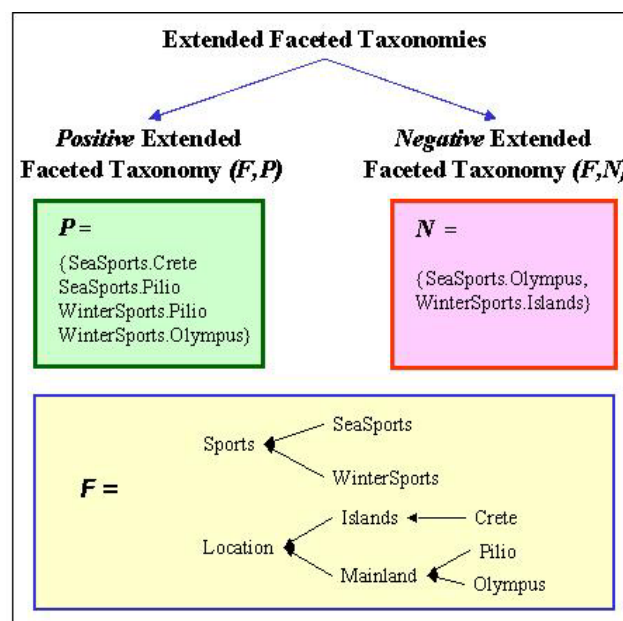 Extended Faceted Taxonomies
Positive Extended
Faceted Taxonomy (F,P)
Negative Extended
Faceted Taxonomy (F,N)
P =
{SeaSports.Crete
SeaSports.Pilio
WinterSports.Pilio
WinterSports.Olympus}
N =
{SeaSports.Olympus,
WinterSports.Islands}
F =
Sports
SeaSports
WinterSports
Location
Islands
Crete
Mainland
Pilio
Olympus